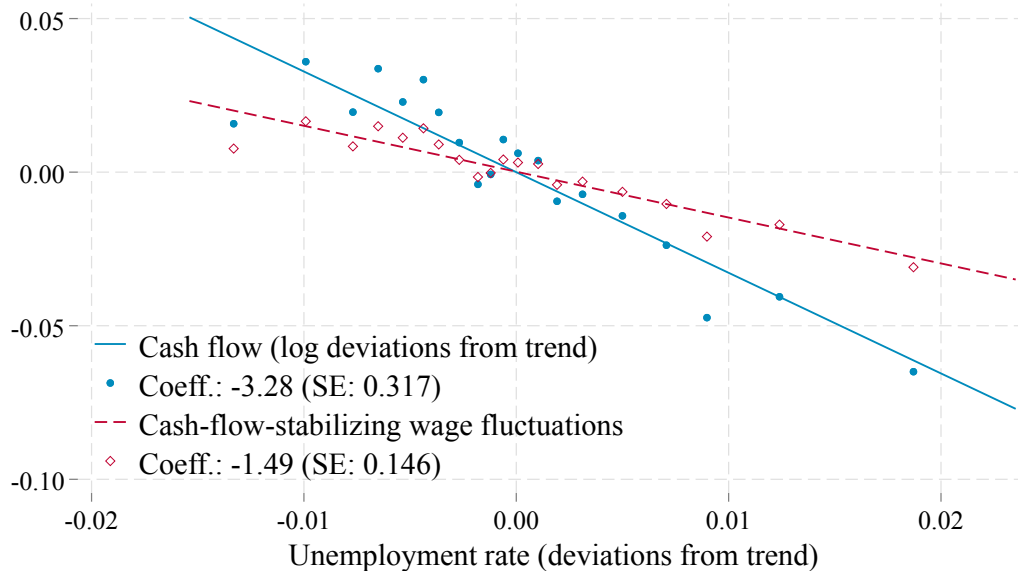 0.05
0.00
-0.05
-0.10
Cash flow (log deviations from trend)
Coeff.: -3.28 (SE: 0.317)
Cash-flow-stabilizing wage fluctuations
Coeff.: -1.49 (SE: 0.146)
-0.02 -0.01 0.00 0.01 0.02
Unemployment rate (deviations from trend)